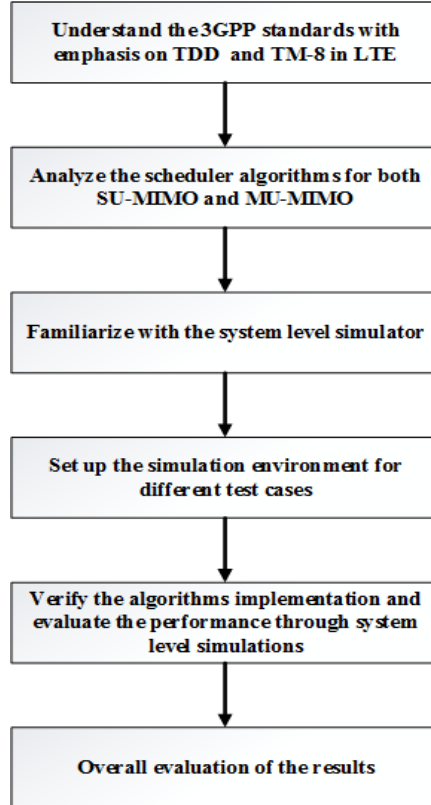 Understand the 3GPP standards with
emphasis on TDD and TM-8 in LTE
Analyze the scheduler algorithms for both
SU-MIMO and MU-MIMO
Familiarize with the system level simulator
Set up the simulation environment for
different test cases
Verify the algorithms implementation and
evaluate the performance through system
level simulations
Overall evaluation of the results